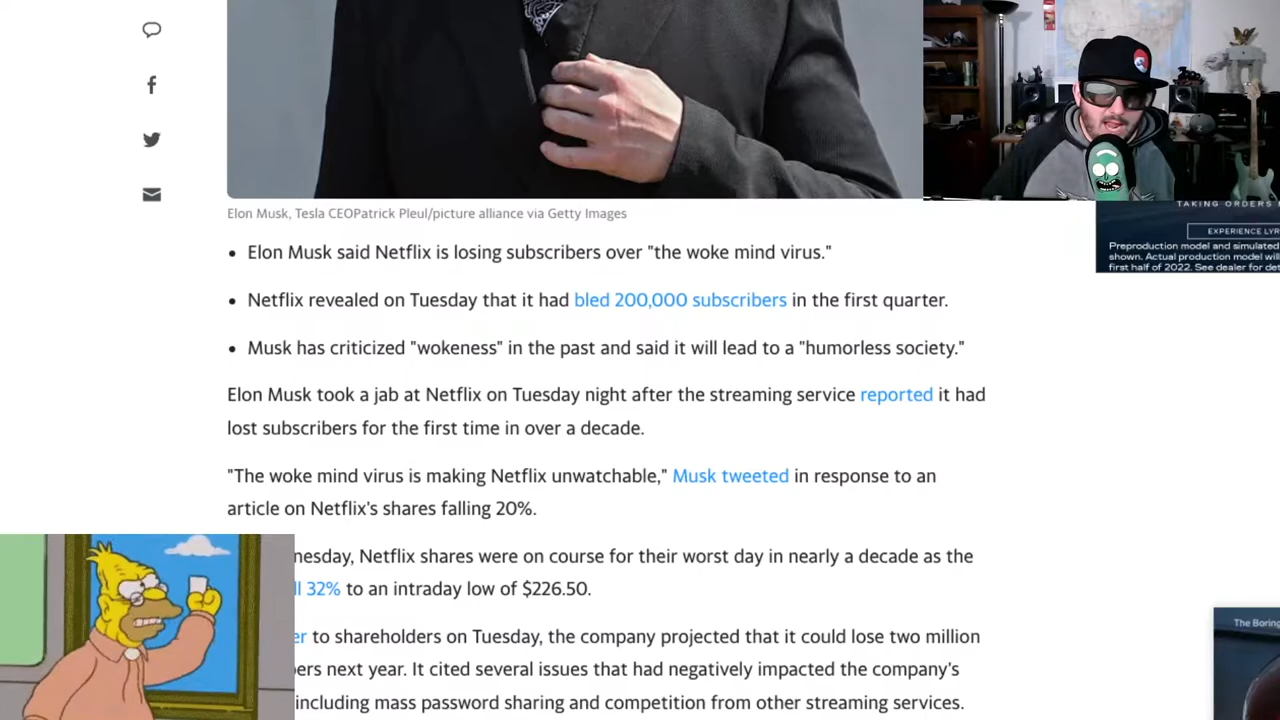 TAKING ORDERS
EXPERIENCE LYR
Preproduction model and simulated
shown. Actual production model will
first half of 2022. See dealer for det
Elon Musk, Tesla CEOPatrick Pleul/picture alliance via Getty Images
• Elon Musk said Netflix is losing subscribers over "the woke mind virus."
• Netflix revealed on Tuesday that it had bled 200,000 subscribers in the first quarter.
• Musk has criticized "wokeness" in the past and said it will lead to a "humorless society."
Elon Musk took a jab at Netflix on Tuesday night after the streaming service reported it had
lost subscribers for the first time in over a decade.
"The woke mind virus is making Netflix unwatchable," Musk tweeted in response to an
article on Netflix's shares falling 20%.
nesday, Netflix shares were on course for their worst day in nearly a decade as the
ll 32% to an intraday low of $226.50.
er to shareholders on Tuesday, the company projected that it could lose two million
ers next year. It cited several issues that had negatively impacted the company's
including mass password sharing and competition from other streaming services.
The Boring